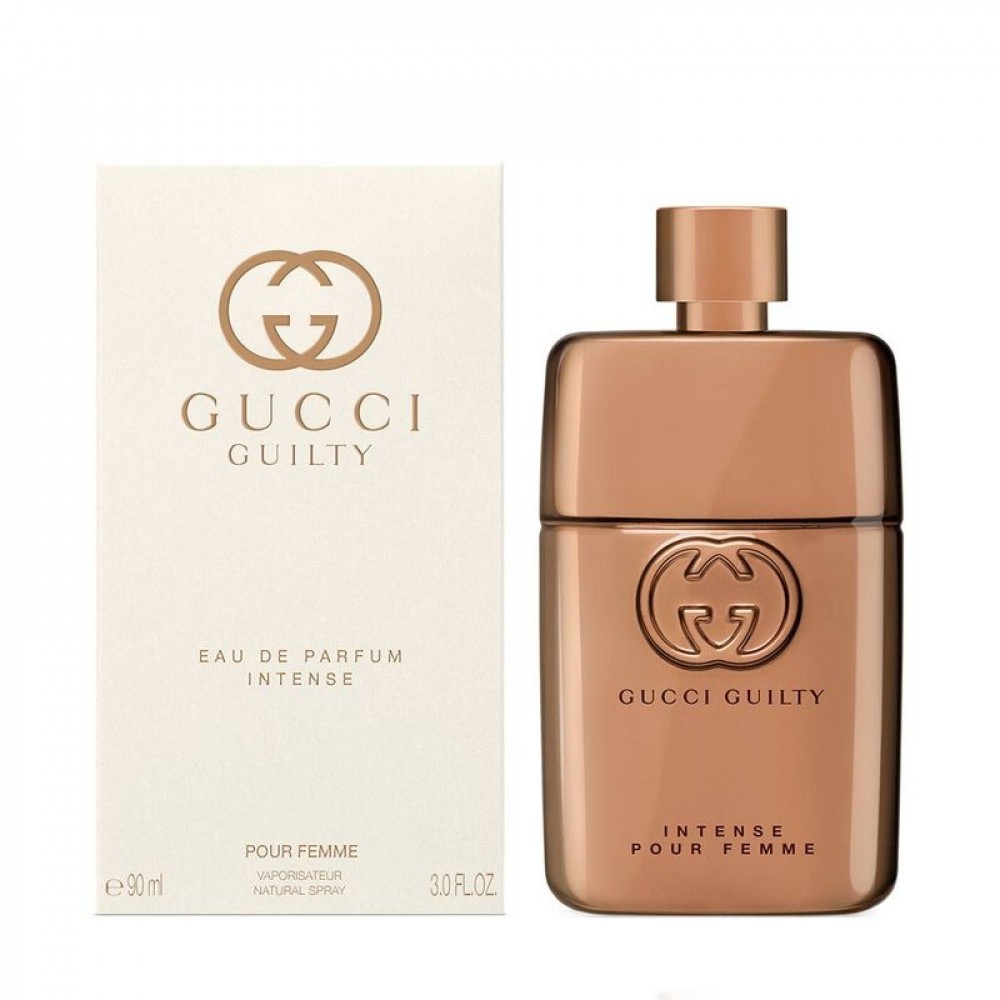 GUCCI
GUILTY
EAU DE PARFUM
INTENSE
POUR FEMME
VAPORISATEUR
NATURAL SPRAY
℮ 90 ml
3.0 FL.OZ.
GUCCI GUILTY
INTENSE
POUR FEMME